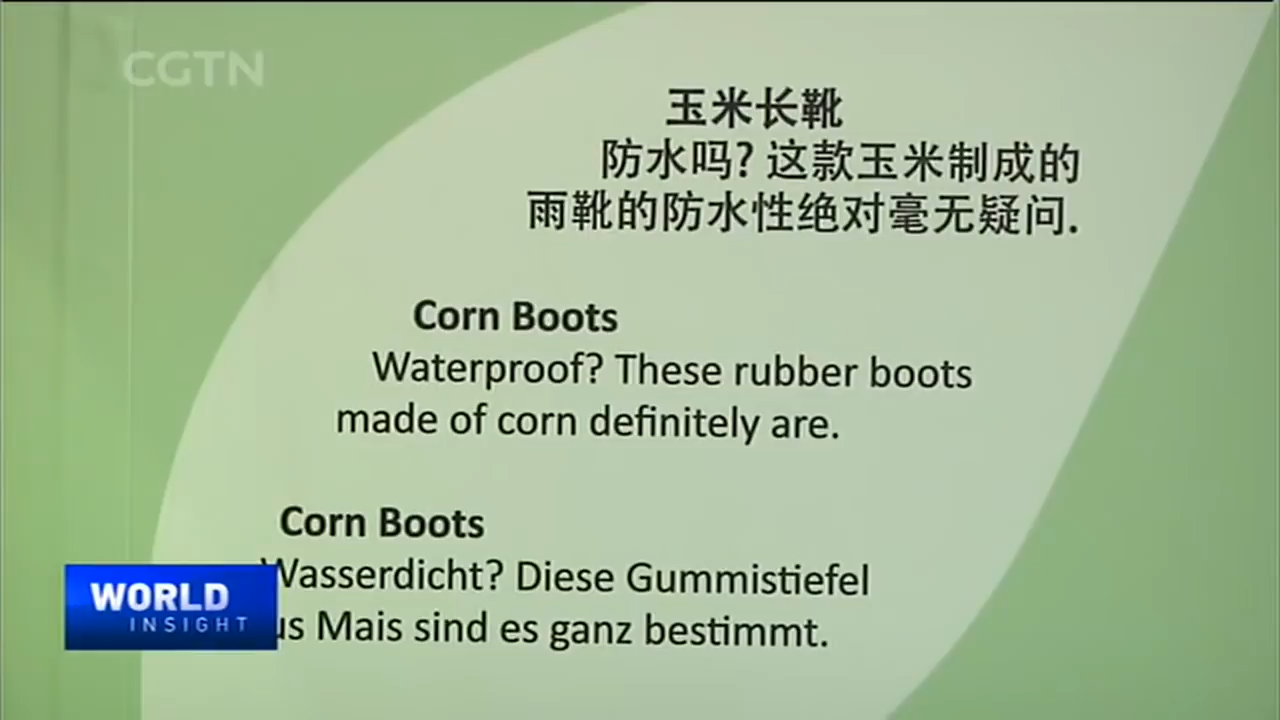 CGTN
玉米长靴
防水吗? 这款玉米制成的
雨靴的防水性绝对毫无疑问.
Corn Boots
Waterproof? These rubber boots
made of corn definitely are.
Corn Boots
Wasserdicht? Diese Gummistiefel
us Mais sind es ganz bestimmt.
WORLD
INSIGHT